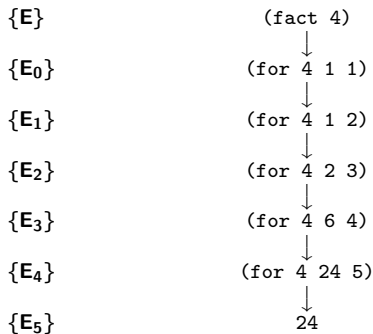 {E} (fact 4)
{E₀} (for 4 1 1)
{E₁} (for 4 1 2)
{E₂} (for 4 2 3)
{E₃} (for 4 6 4)
{E₄} (for 4 24 5)
{E₅} 24